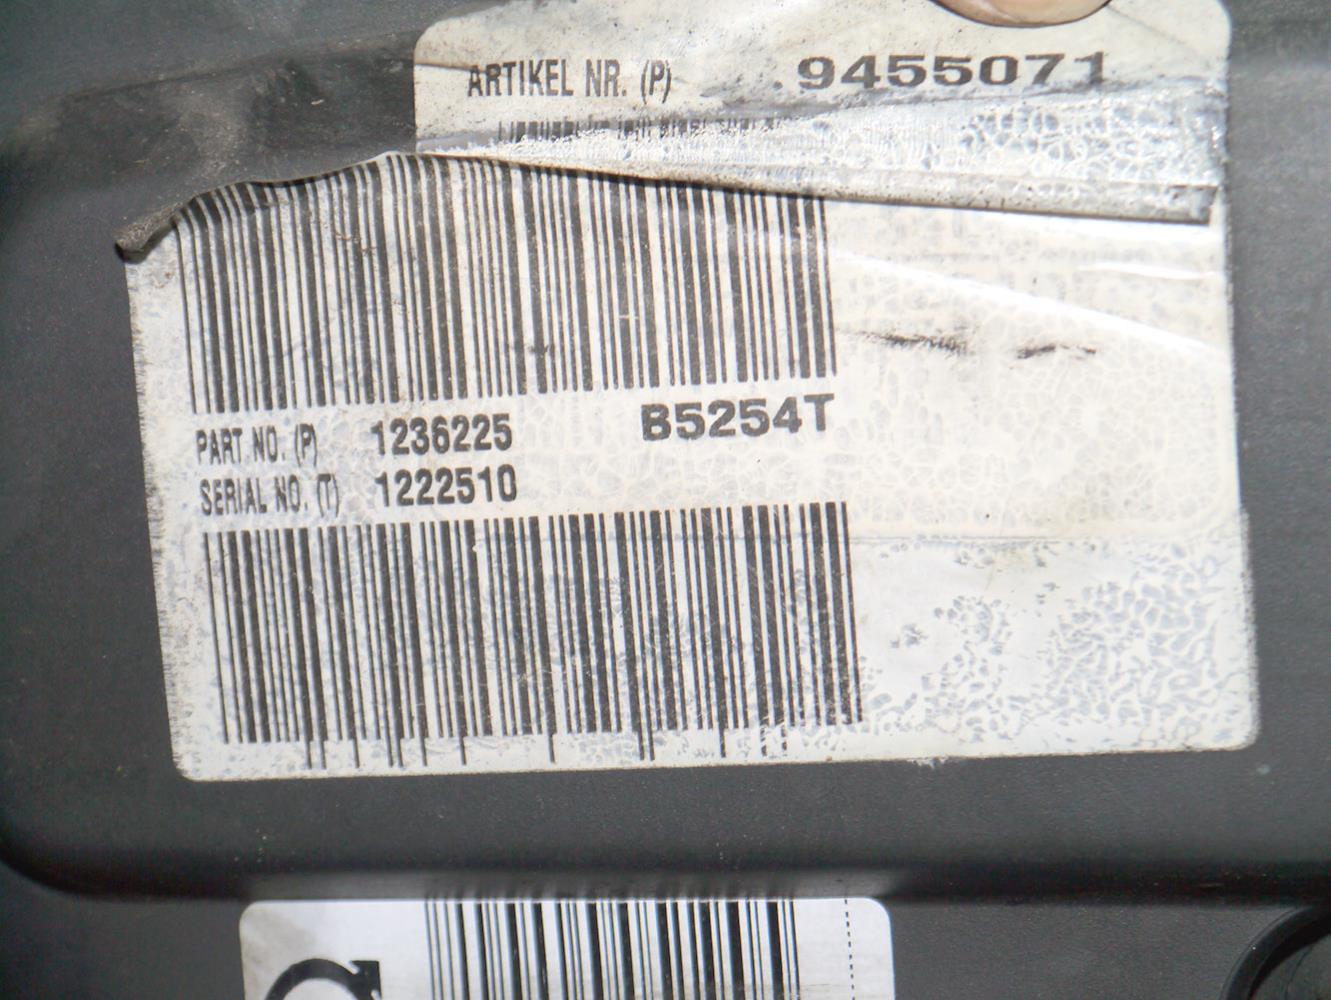 ARTIKEL NR. (P) 9455071
PART NO. (P) 1236225 B5254T
SERIAL NO. (T) 1222510